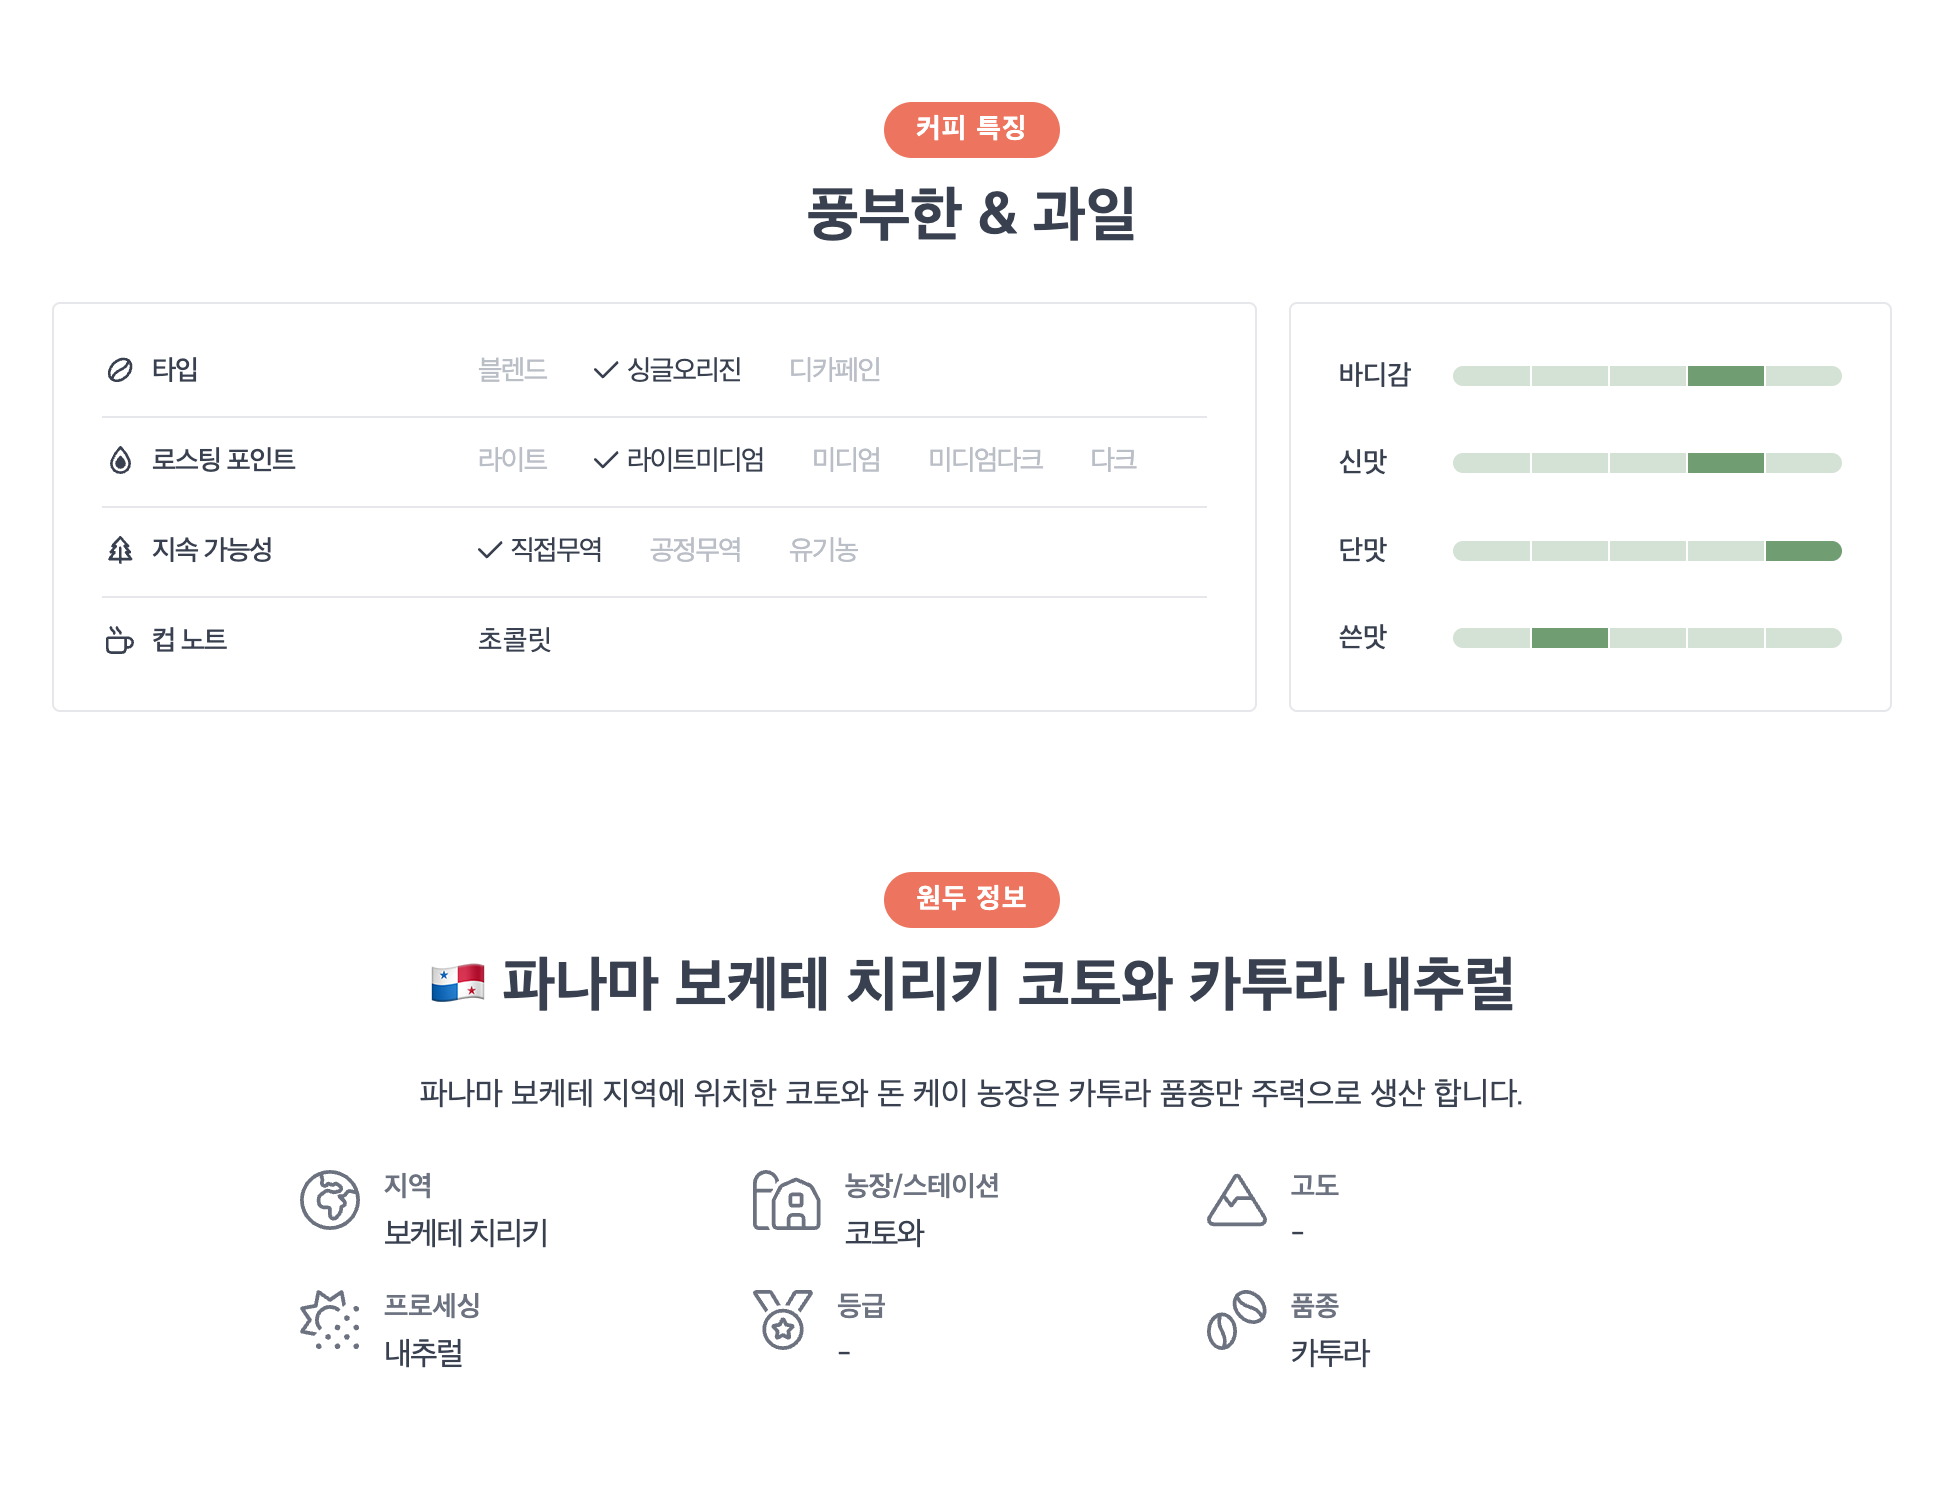 커피 특징
풍부한 & 과일
타입 블렌드 싱글오리진 디카페인
로스팅 포인트 라이트 라이트미디엄 미디엄 미디엄다크 다크
지속 가능성 직접무역 공정무역 유기농
컵 노트 초콜릿
바디감
신맛
단맛
쓴맛
원두 정보
파나마 보케테 치리키 코토와 카투라 내추럴
파나마 보케테 지역에 위치한 코토와 돈 케이 농장은 카투라 품종만 주력으로 생산 합니다.
지역
보케테 치리키
농장/스테이션
코토와
고도
-
프로세싱
내추럴
등급
-
품종
카투라